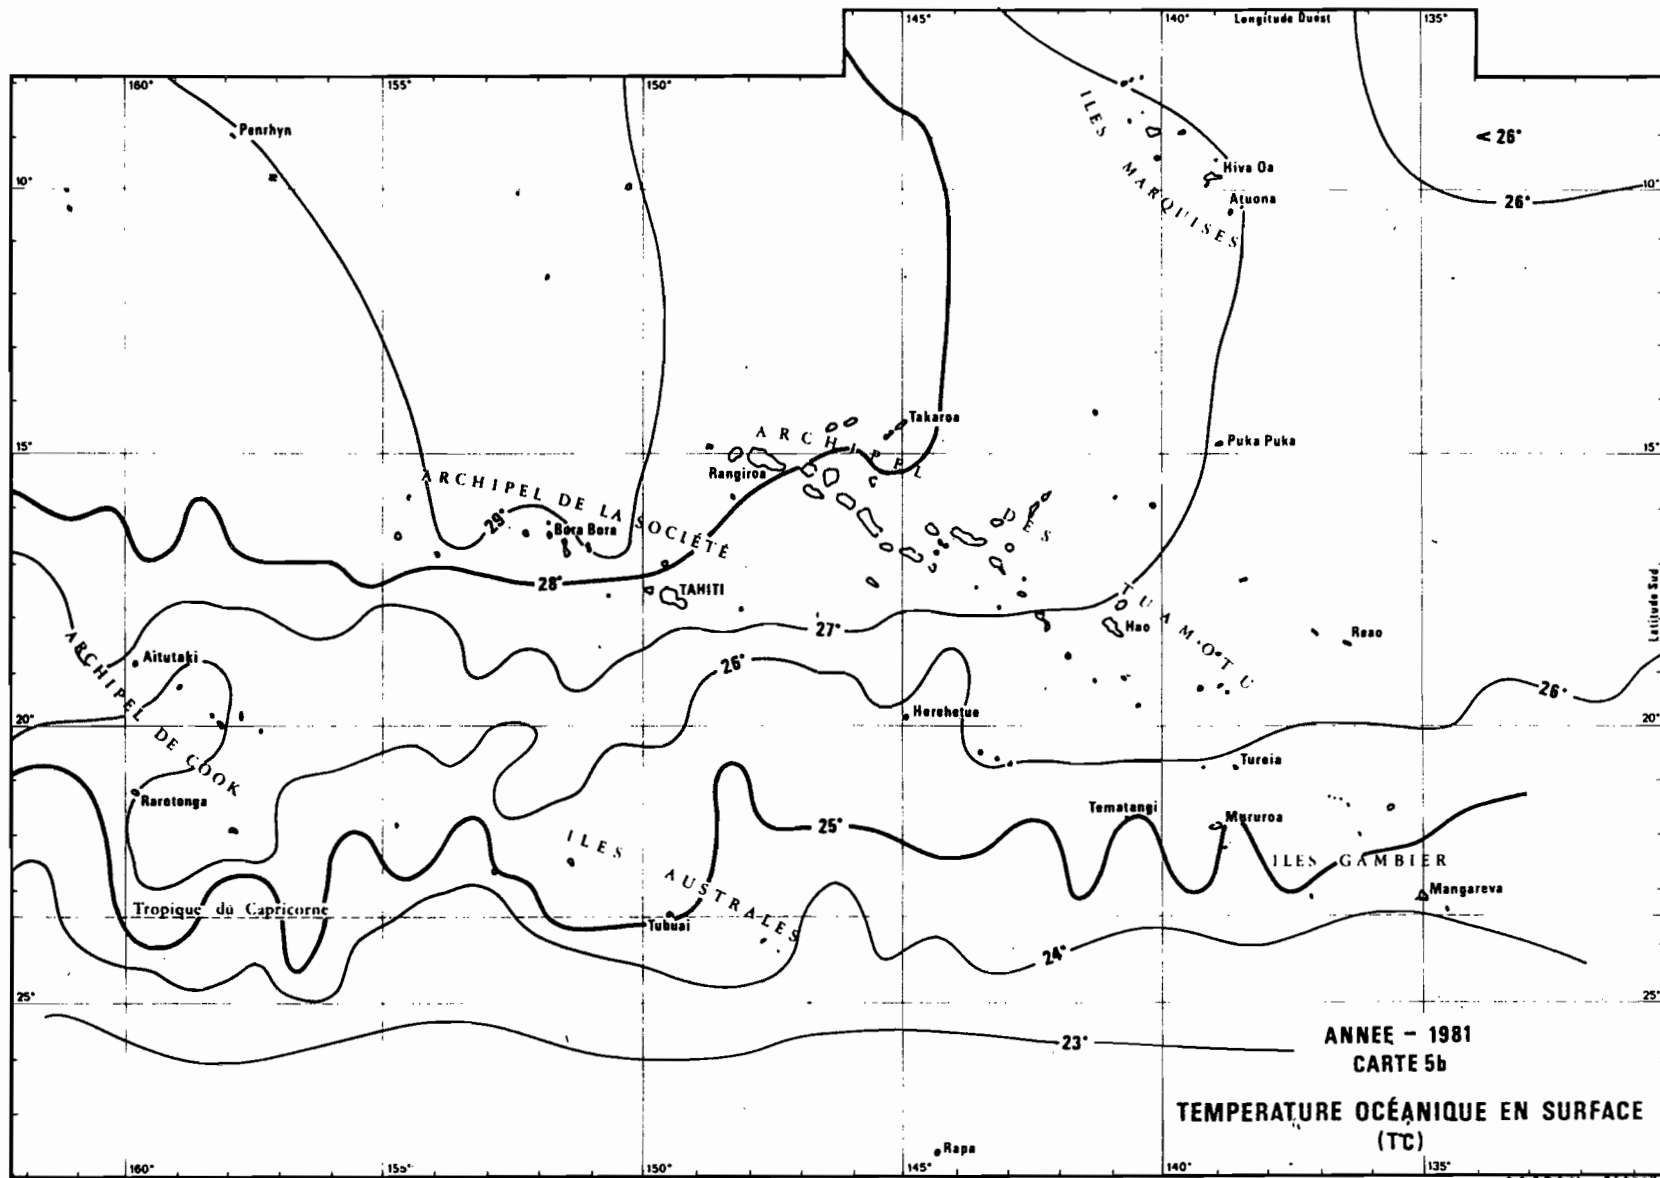 145°
140°
Longitude Ouest
135°
160°
155°
150°
Penrhyn
< 26°
ILES MARQUISES
Hiva Oa
10°
10°
26°
Atuona
Takaroa
ARCHIPEL
Puka Puka
15°
15°
Rangiroa
ARCHIPEL DE LA SOCIÉTÉ
29°
Bora Bora
DES
28°
TAHITI
TUAMOTU
Latitude Sud
27°
Hao
Reao
ARCHIPEL
Aitutaki
26°
26°
Herehetue
20°
20°
DE COOK
Tureia
Rarotonga
Tematangi
Mururoa
25°
ILES
ILES GAMBIER
AUSTRALES
Mangareva
Tropique du Capricorne
Tubuai
24°
25°
25°
23°
ANNEE - 1981
CARTE 5b
TEMPERATURE OCÉANIQUE EN SURFACE
(T°C)
Rapa
160°
155°
150°
145°
140°
135°